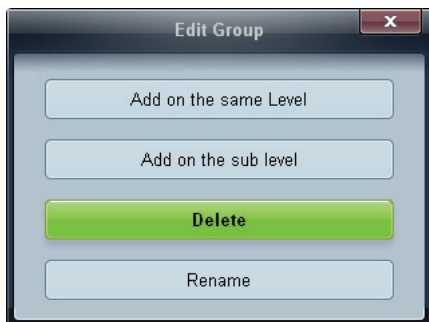 Edit Group
x
Add on the same Level
Add on the sub level
Delete
Rename